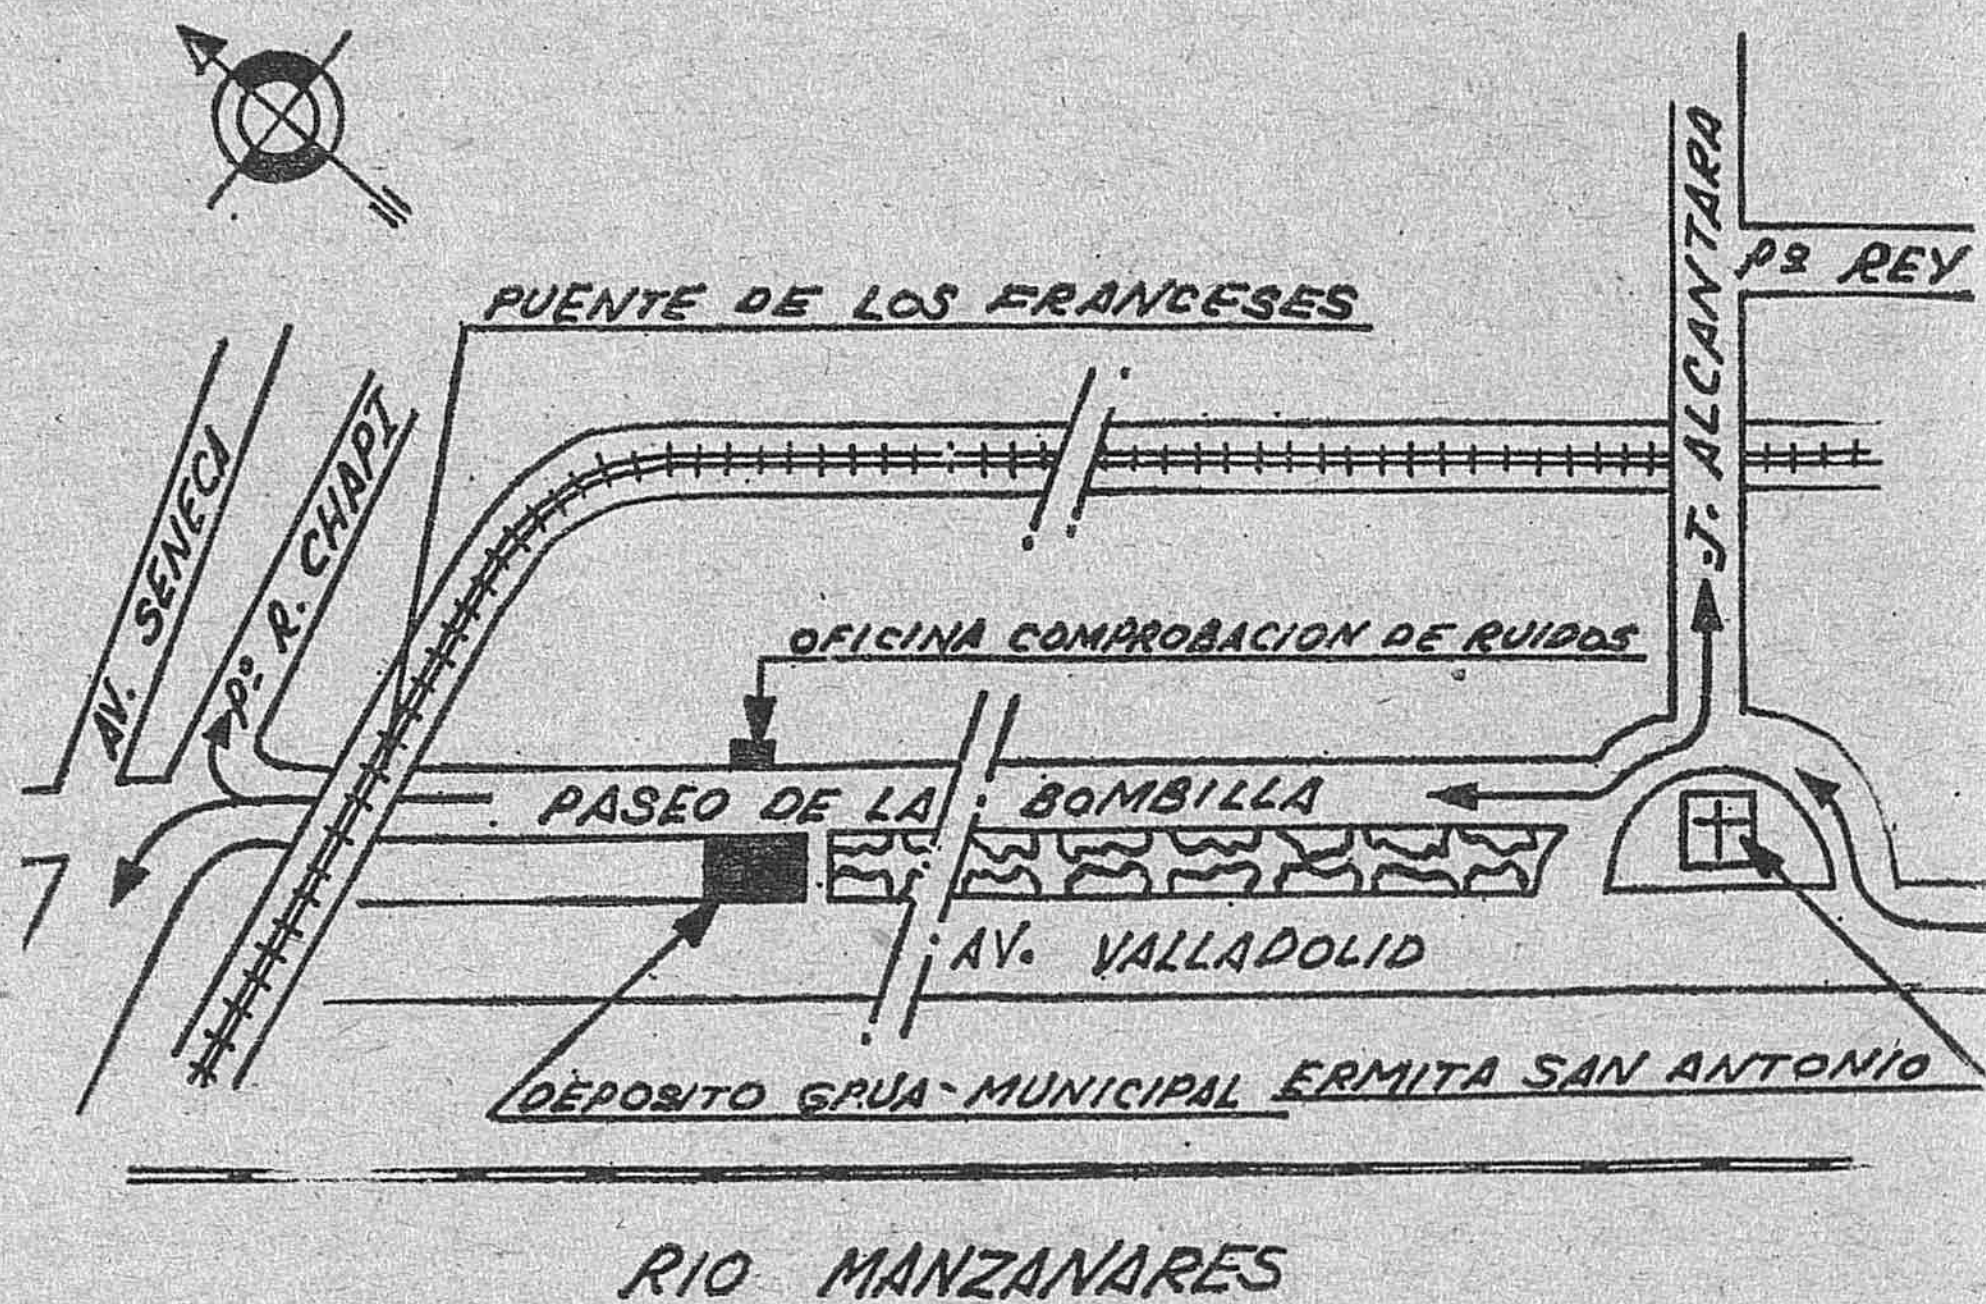 PUENTE DE LOS FRANCESES
J. ALCANTARA
Pº REY
AV. SENECA
Pº R. CHAPI
OFICINA COMPROBACION DE RUIDOS
PASEO DE LA BOMBILLA
AV. VALLADOLID
DEPOSITO GRUA-MUNICIPAL
ERMITA SAN ANTONIO
RIO MANZANARES